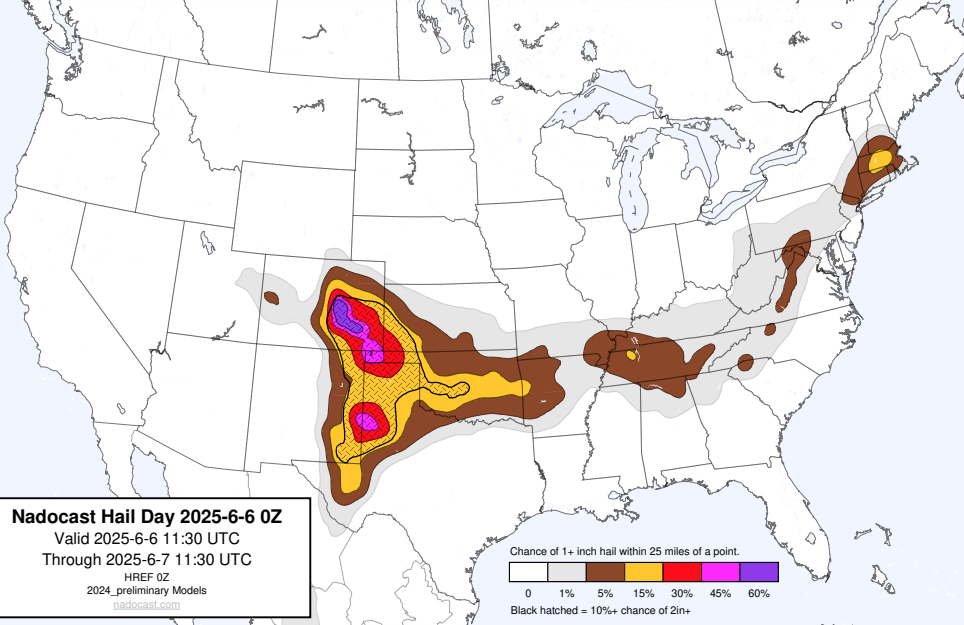 Nadocast Hail Day 2025-6-6 0Z
Valid 2025-6-6 11:30 UTC
Through 2025-6-7 11:30 UTC
HREF 0Z
2024_preliminary Models
nadocast.com
Chance of 1+ inch hail within 25 miles of a point.
0 1% 5% 15% 30% 45% 60%
Black hatched = 10%+ chance of 2in+